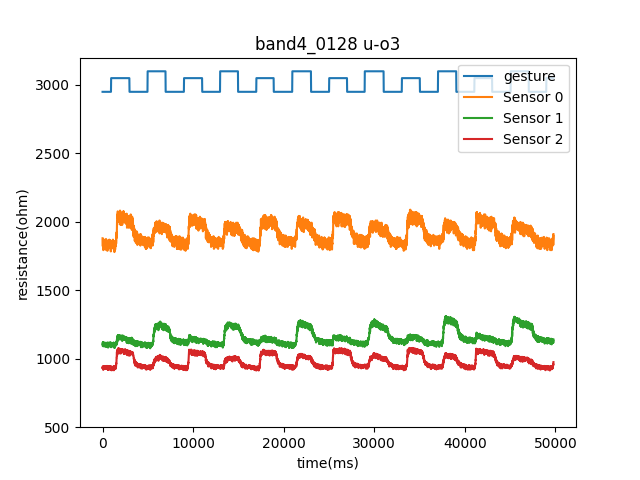 band4_0128 u-o3
gesture
Sensor 0
Sensor 1
Sensor 2
3000
2500
2000
1500
1000
500
resistance(ohm)
0 10000 20000 30000 40000 50000
time(ms)